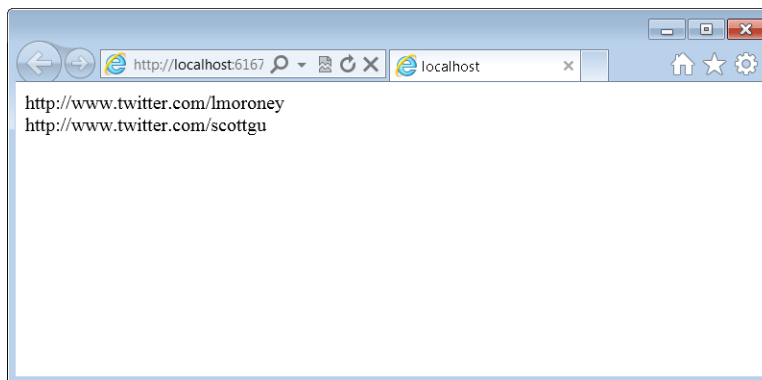 http://localhost:6167
localhost
http://www.twitter.com/lmoroney
http://www.twitter.com/scottgu